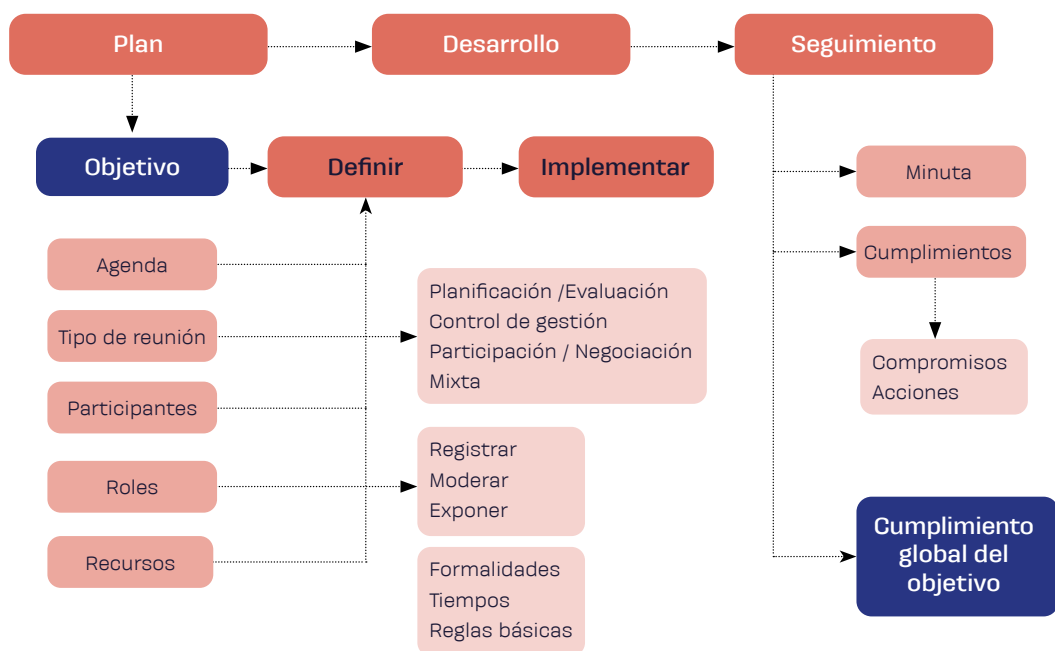 Plan
Desarrollo
Seguimiento
Objetivo
Definir
Implementar
Minuta
Agenda
Cumplimientos
Tipo de reunión
Planificación /Evaluación
Control de gestión
Participación / Negociación
Mixta
Compromisos
Acciones
Participantes
Roles
Registrar
Moderar
Exponer
Cumplimiento
global del
objetivo
Recursos
Formalidades
Tiempos
Reglas básicas